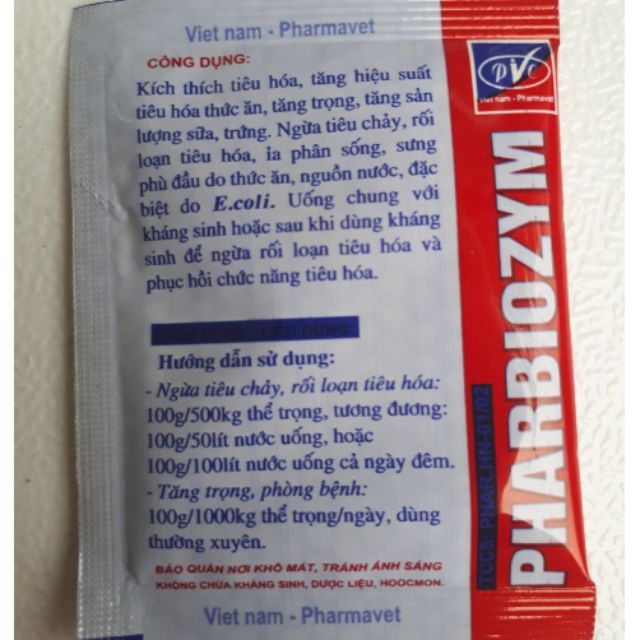 Viet nam - Pharmavet
CÔNG DỤNG:
Kích thích tiêu hóa, tăng hiệu suất
tiêu hóa thức ăn, tăng trọng, tăng sản
lượng sữa, trứng. Ngừa tiêu chảy, rối
loạn tiêu hóa, ỉa phân sống, sưng
phù đầu do thức ăn, nguồn nước, đặc
biệt do E.coli. Uống chung với
kháng sinh hoặc sau khi dùng kháng
sinh để ngừa rối loạn tiêu hóa và
phục hồi chức năng tiêu hóa.
Hướng dẫn sử dụng:
- Ngừa tiêu chảy, rối loạn tiêu hóa:
100g/500kg thể trọng, tương đương:
100g/50lít nước uống, hoặc
100g/100lít nước uống cả ngày đêm.
- Tăng trọng, phòng bệnh:
100g/1000kg thể trọng/ngày, dùng
thường xuyên.
BẢO QUẢN NƠI KHÔ MÁT, TRÁNH ÁNH SÁNG
KHÔNG CHỨA KHÁNG SINH, DƯỢC LIỆU, HOOCMON.
Viet nam - Pharmavet
PVC
Viet nam - Pharmavet
PHARBIOZYM
TCCS: PHAR.HN-01/02